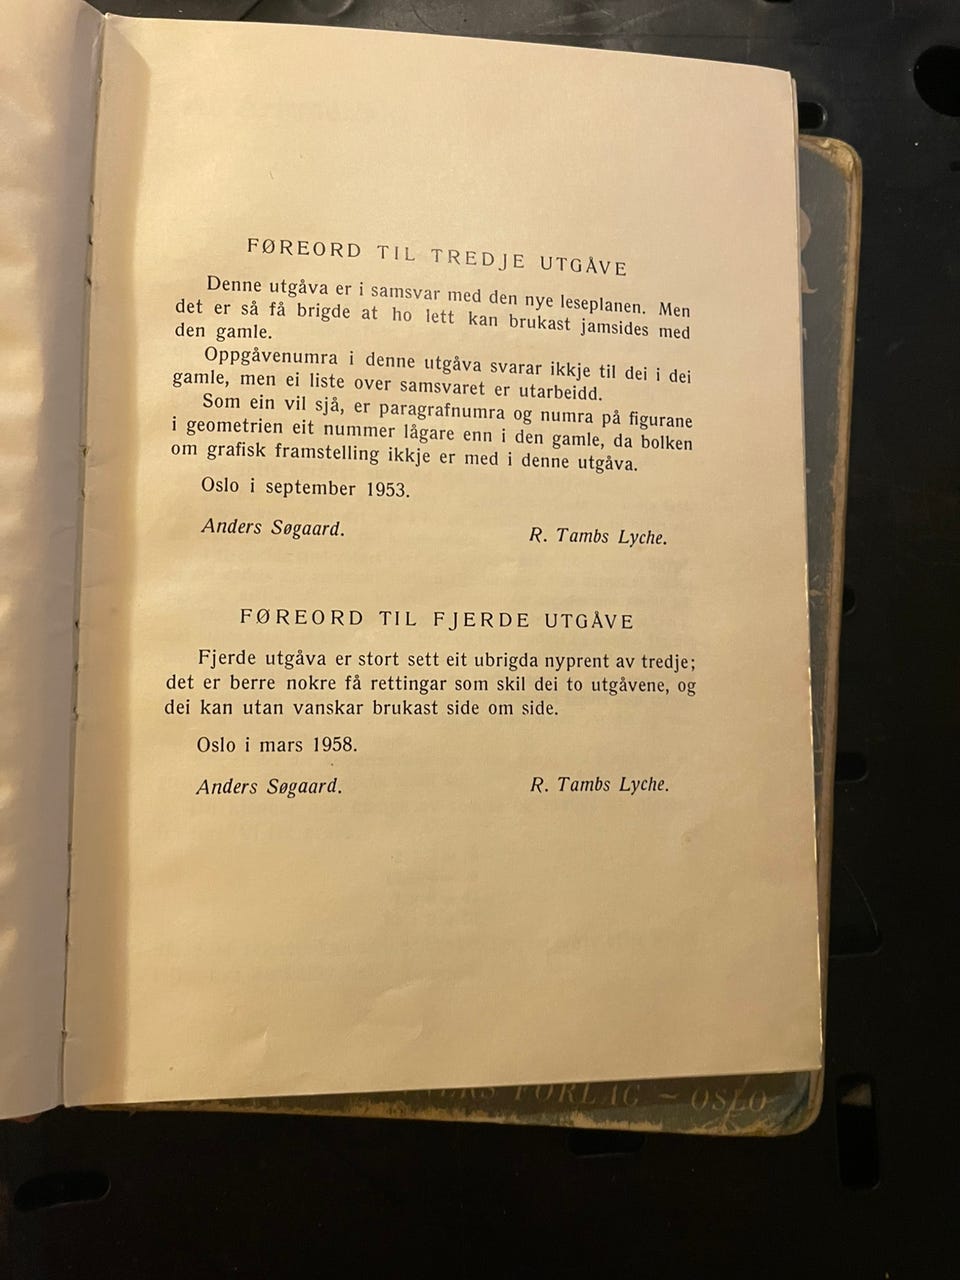 FØREORD TIL TREDJE UTGÅVE
Denne utgåva er i samsvar med den nye leseplanen. Men
det er så få brigde at ho lett kan brukast jamsides med
den gamle.
Oppgåvenumra i denne utgåva svarar ikkje til dei i dei
gamle, men ei liste over samsvaret er utarbeidd.
Som ein vil sjå, er paragrafnumra og numra på figurane
i geometrien eit nummer lågare enn i den gamle, da bolken
om grafisk framstelling ikkje er med i denne utgåva.
Oslo i september 1953.
Anders Søgaard. R. Tambs Lyche.
FØREORD TIL FJERDE UTGÅVE
Fjerde utgåva er stort sett eit ubrigda nyprent av tredje;
det er berre nokre få rettingar som skil dei to utgåvene, og
dei kan utan vanskar brukast side om side.
Oslo i mars 1958.
Anders Søgaard. R. Tambs Lyche.
FORLAG – OSLO